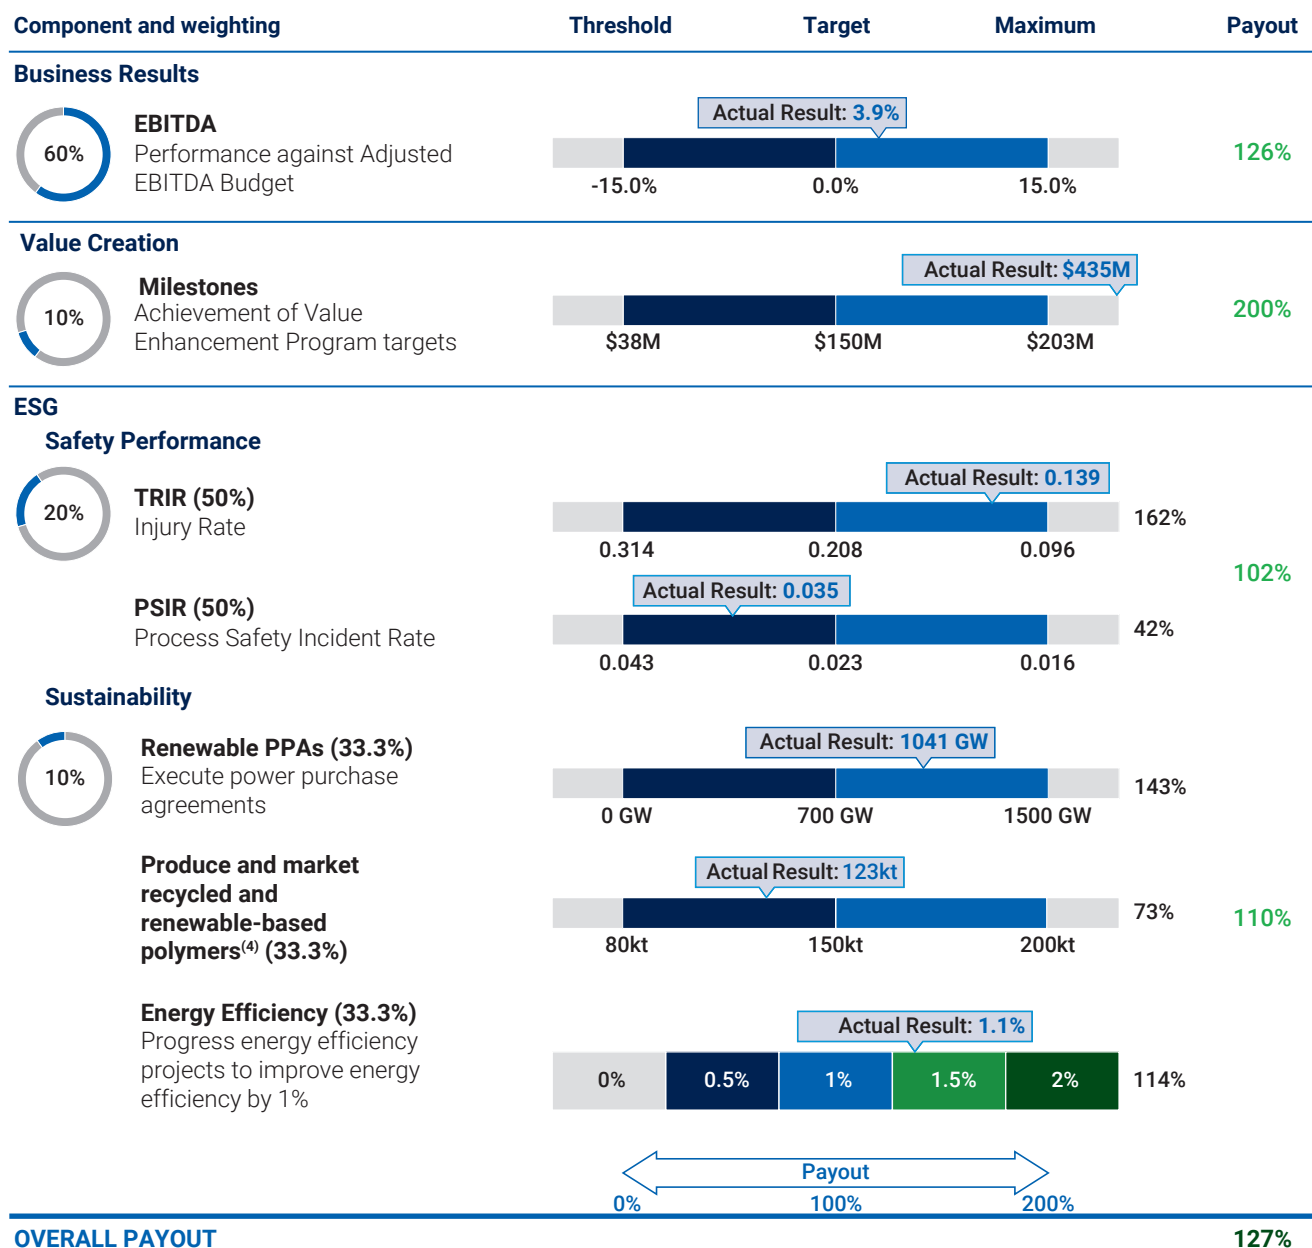 Component and weighting Threshold Target Maximum Payout
Business Results
60%
EBITDA
Performance against Adjusted
EBITDA Budget
Actual Result: 3.9%
-15.0% 0.0% 15.0%
126%
Value Creation
10%
Milestones
Achievement of Value
Enhancement Program targets
Actual Result: $435M
$38M $150M $203M
200%
ESG
Safety Performance
20%
TRIR (50%)
Injury Rate
Actual Result: 0.139
0.314 0.208 0.096
162%
PSIR (50%)
Process Safety Incident Rate
Actual Result: 0.035
0.043 0.023 0.016
42%
102%
Sustainability
10%
Renewable PPAs (33.3%)
Execute power purchase
agreements
Actual Result: 1041 GW
0 GW 700 GW 1500 GW
143%
Produce and market
recycled and
renewable-based
polymers(4) (33.3%)
Actual Result: 123kt
80kt 150kt 200kt
73%
110%
Energy Efficiency (33.3%)
Progress energy efficiency
projects to improve energy
efficiency by 1%
Actual Result: 1.1%
0% 0.5% 1% 1.5% 2%
114%
Payout
0% 100% 200%
OVERALL PAYOUT 127%